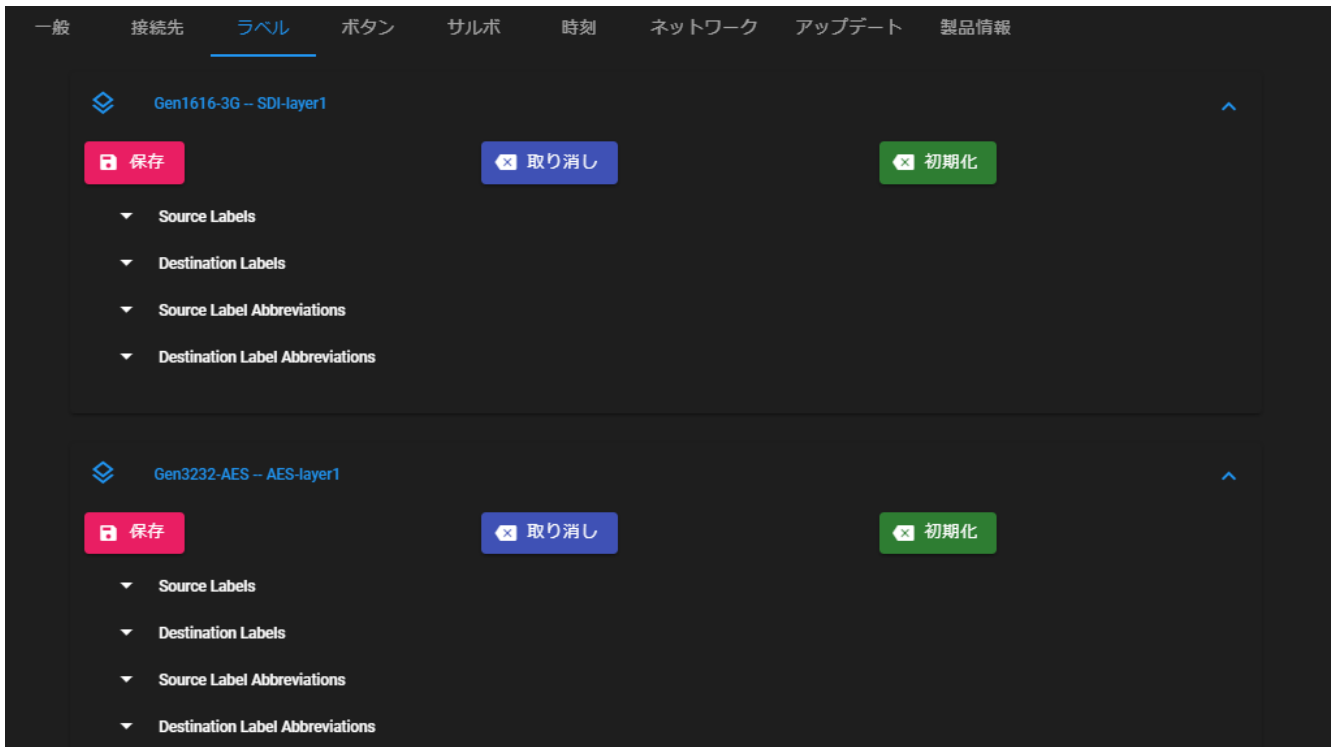 一般 接続先 ラベル ボタン サルボ 時刻 ネットワーク アップデート 製品情報
Gen1616-3G -- SDI-layer1
保存 取り消し 初期化
Source Labels
Destination Labels
Source Label Abbreviations
Destination Label Abbreviations
Gen3232-AES -- AES-layer1
保存 取り消し 初期化
Source Labels
Destination Labels
Source Label Abbreviations
Destination Label Abbreviations